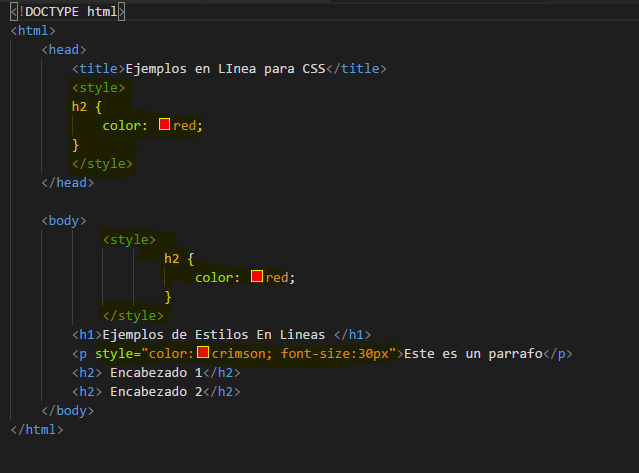 <!DOCTYPE html>
<html>
<head>
<title>Ejemplos en LInea para CSS</title>
<style>
h2 {
color: red;
}
</style>
</head>
<body>
<style>
h2 {
color: red;
}
</style>
<h1>Ejemplos de Estilos En Lineas </h1>
<p style="color:crimson; font-size:30px">Este es un parrafo</p>
<h2> Encabezado 1</h2>
<h2> Encabezado 2</h2>
</body>
</html>